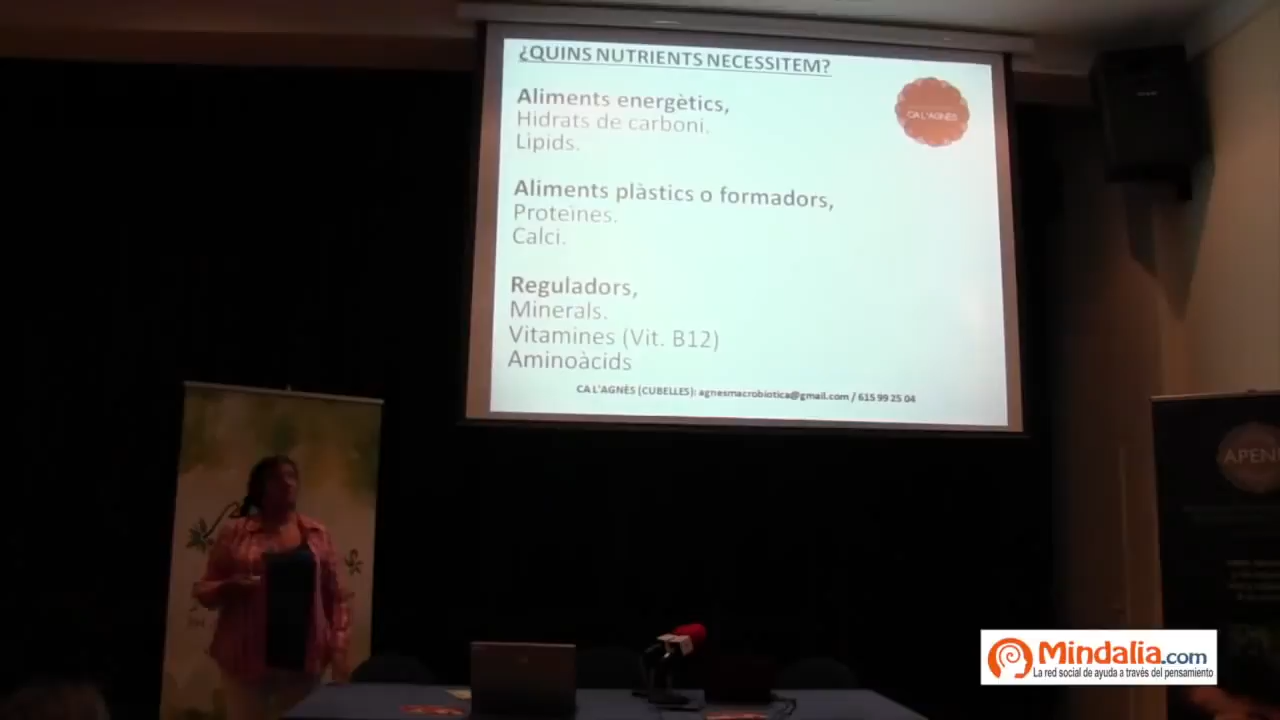 ¿QUINS NUTRIENTS NECESSITEM?
Aliments energètics,
Hidrats de carboni.
Lipids.
CA L'AGNÈS
Aliments plàstics o formadors,
Proteïnes.
Calci.
Reguladors,
Minerals.
Vitamines (Vit. B12)
Aminoàcids
CA L'AGNÈS (CUBELLES): agnesmacrobiotica@gmail.com / 615 99 25 04
APEN
Mindalia.com
La red social de ayuda a través del pensamiento